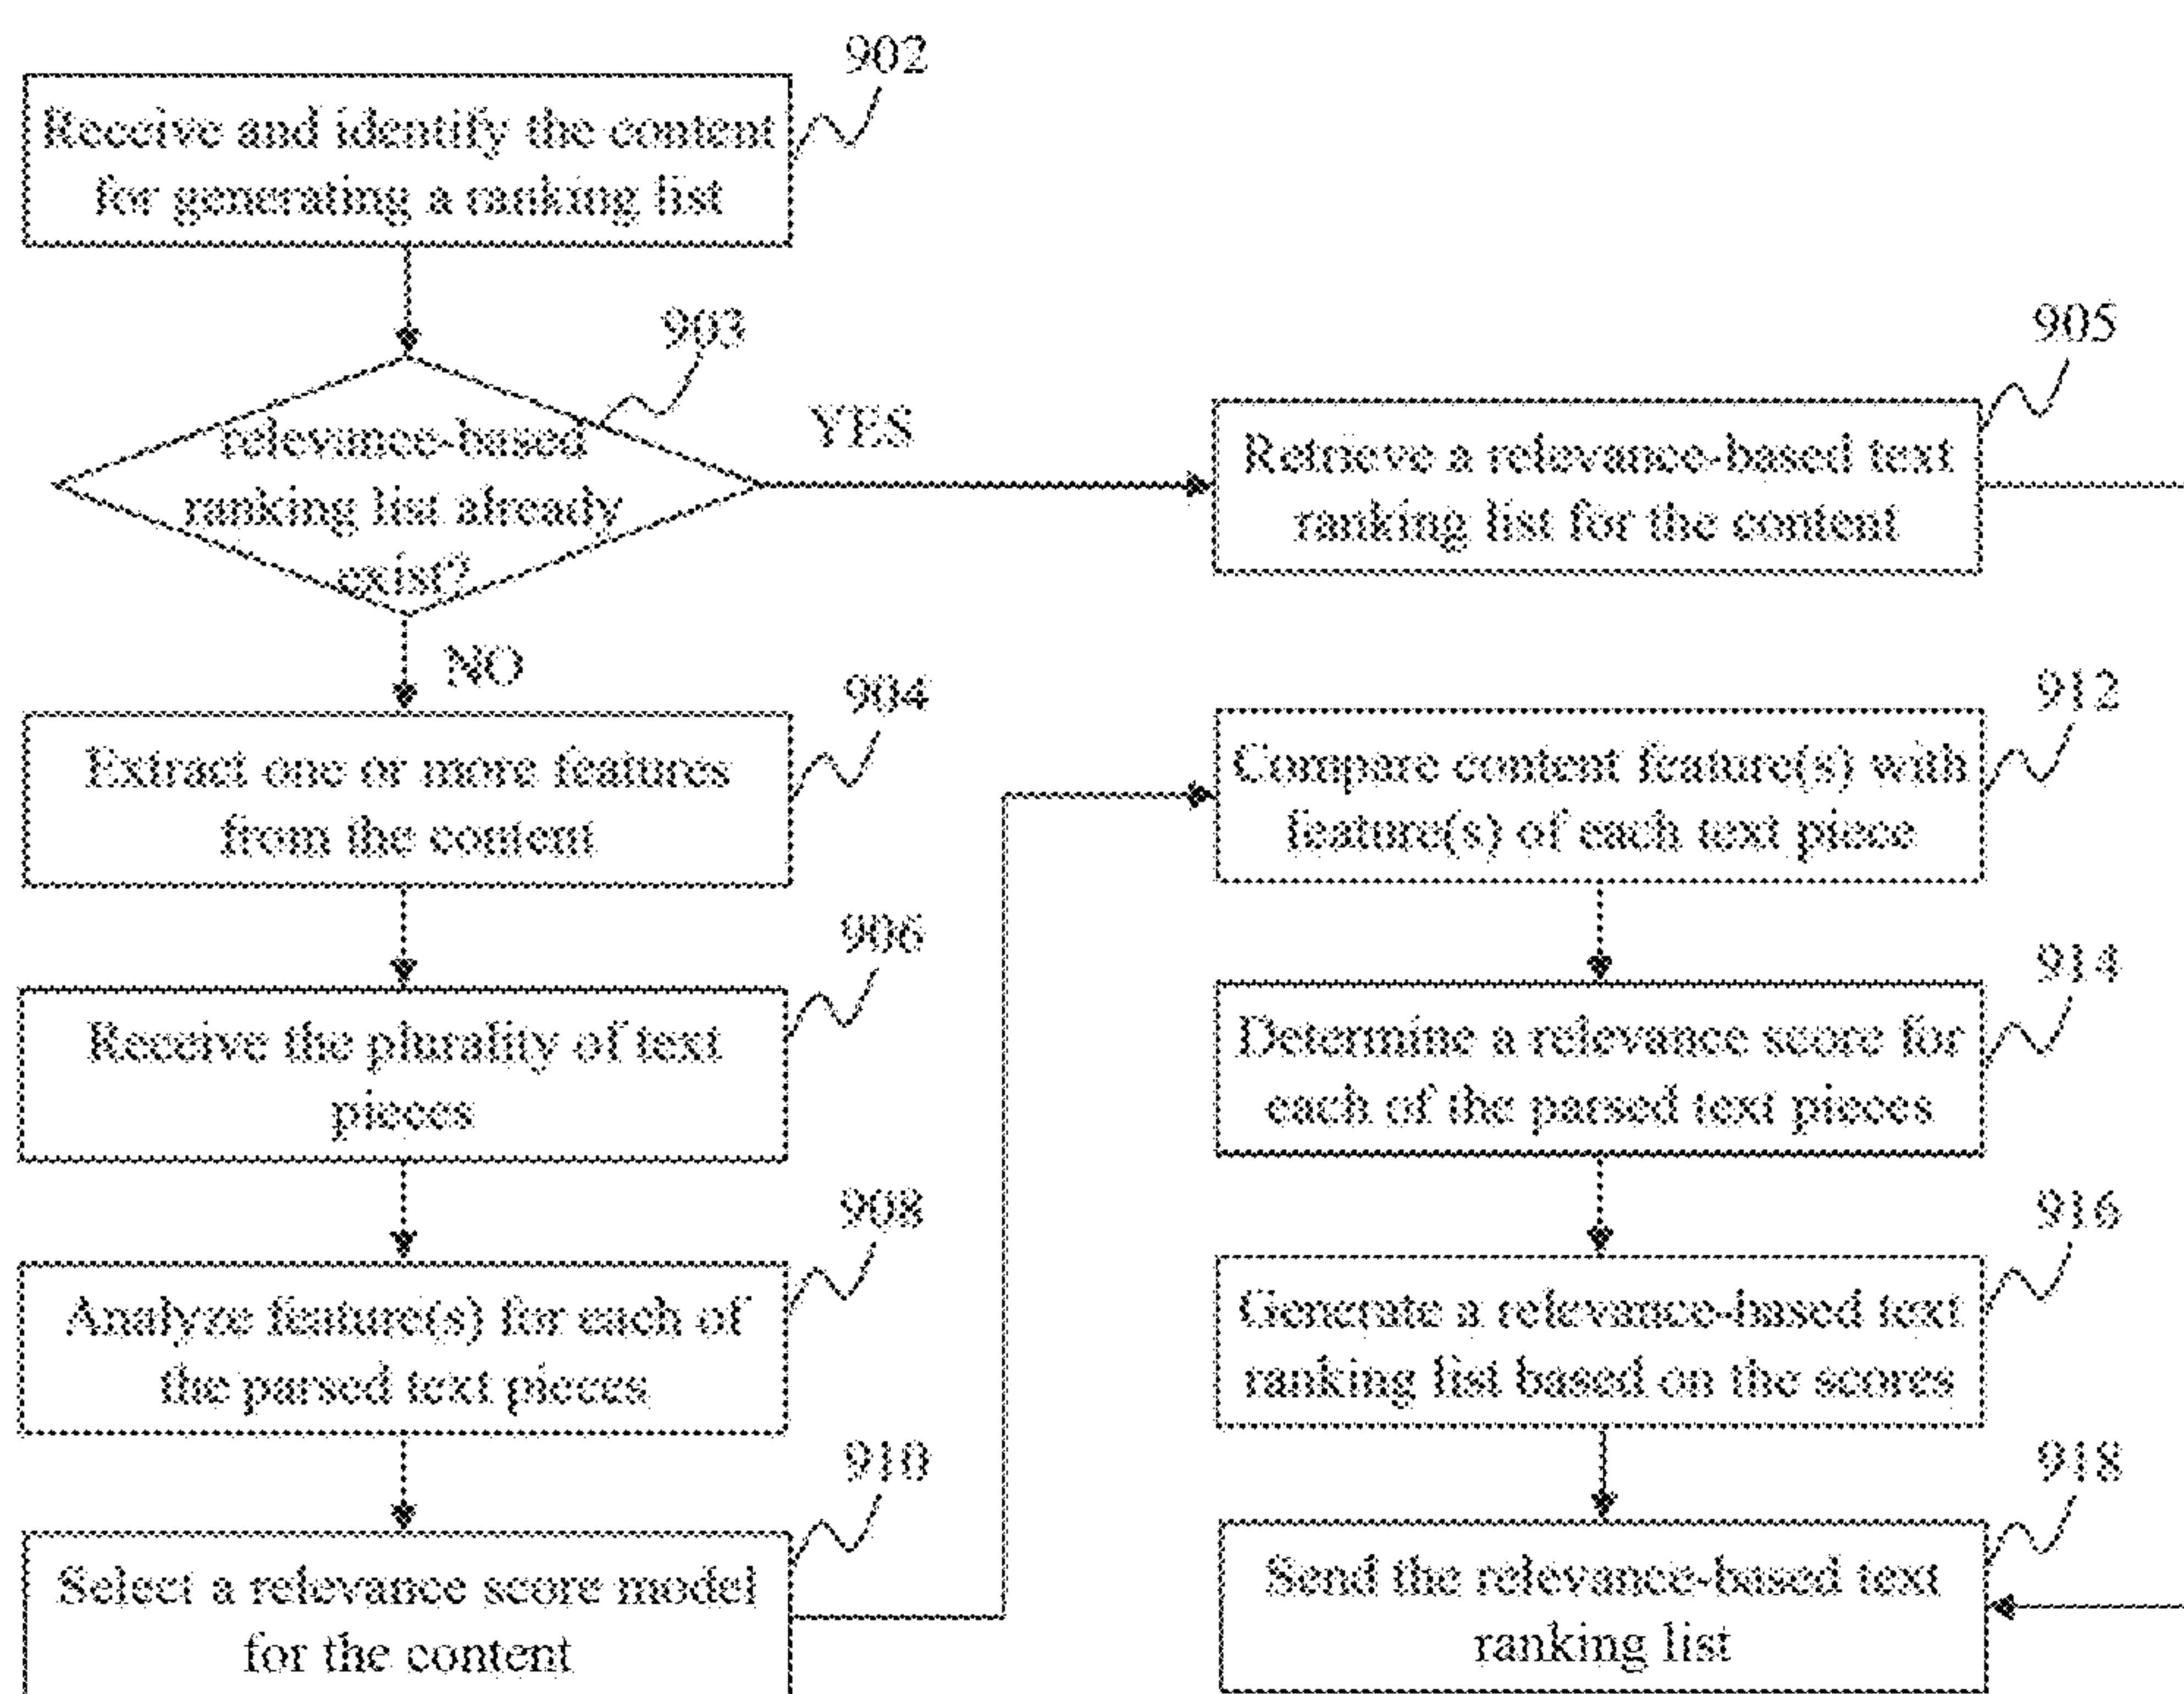 902
Receive and identify the content
for generating a ranking list
903
relevance-based
ranking list already
exist?
YES
905
Retrieve a relevance-based text
ranking list for the content
NO
904
Extract one or more features
from the content
906
Receive the plurality of text
pieces
908
Analyze feature(s) for each of
the parsed text pieces
910
Select a relevance score model
for the content
912
Compare content feature(s) with
feature(s) of each text piece
914
Determine a relevance score for
each of the parsed text pieces
916
Generate a relevance-based text
ranking list based on the scores
918
Send the relevance-based text
ranking list